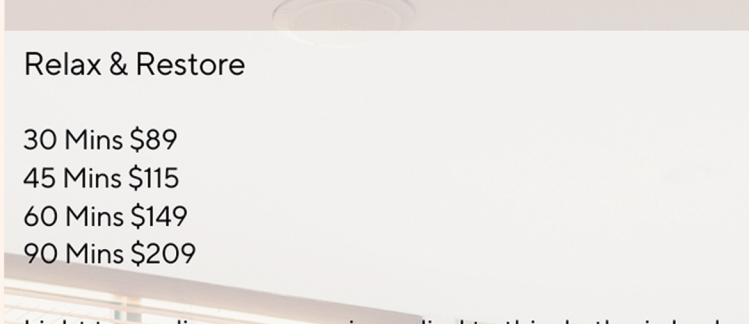 Relax & Restore
30 Mins $89
45 Mins $115
60 Mins $149
90 Mins $209